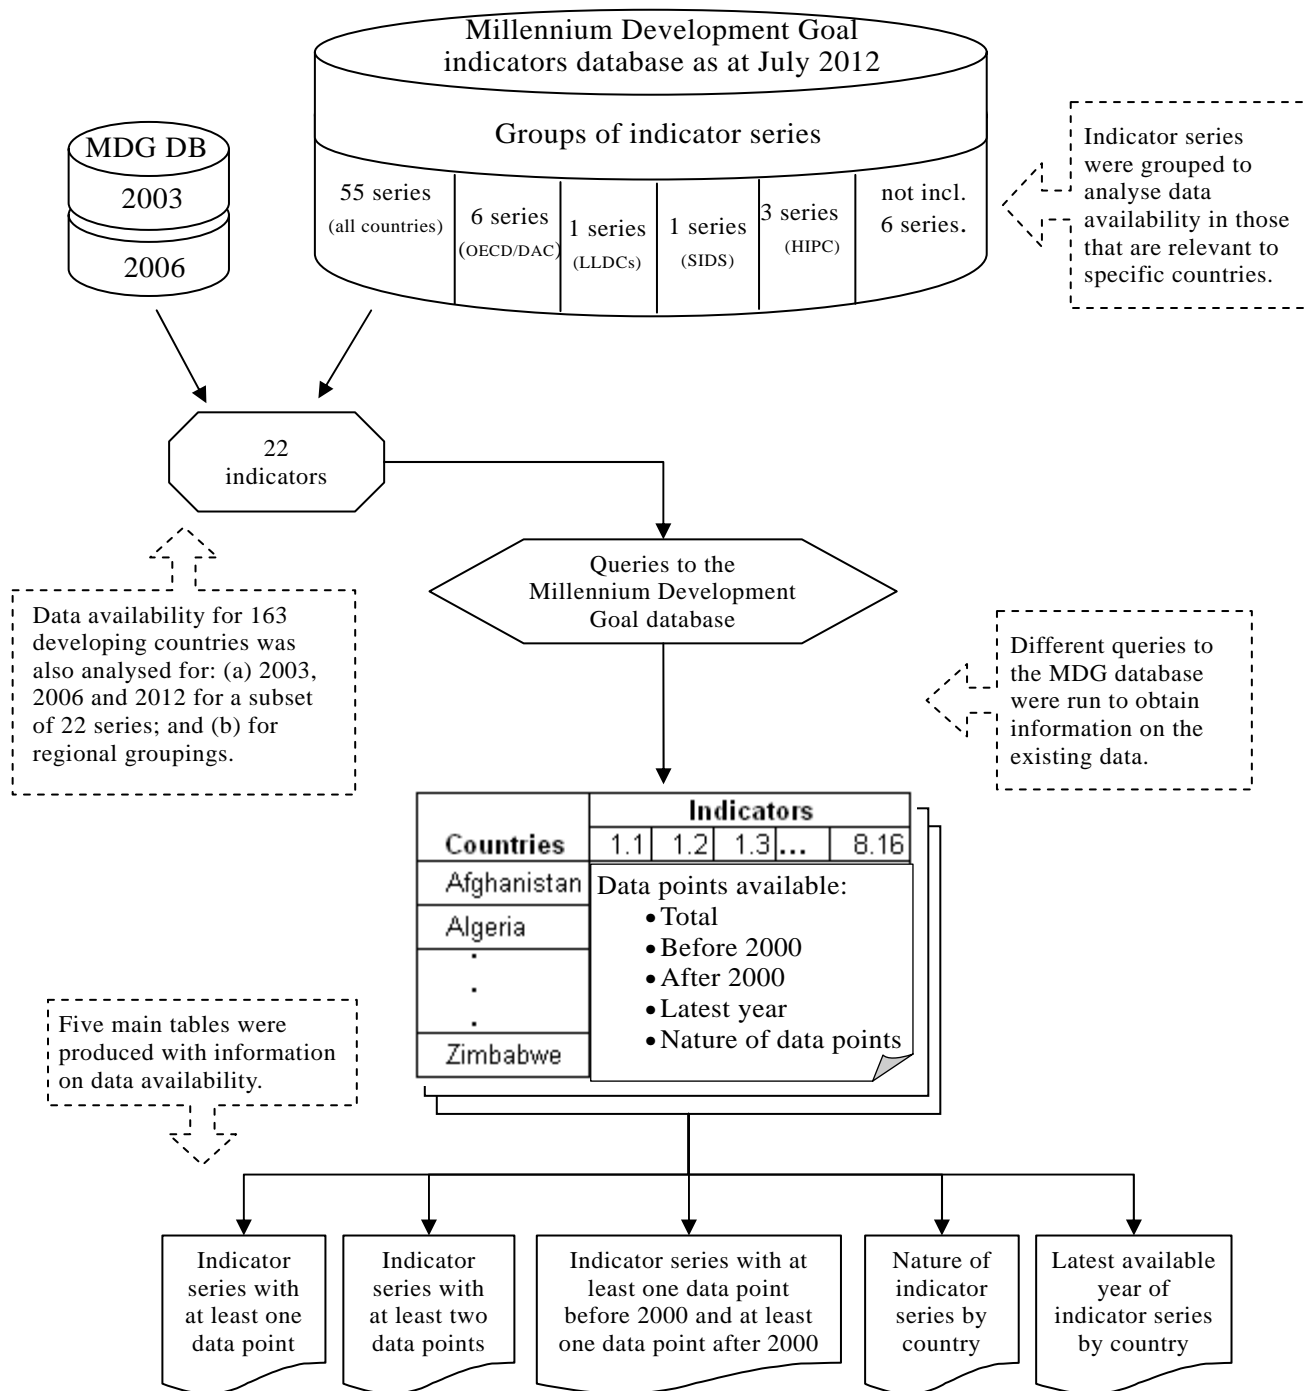 Millennium Development Goal
indicators database as at July 2012
Groups of indicator series
MDG DB
2003
2006
55 series
(all countries)
6 series
(OECD/DAC)
1 series
(LLDCs)
1 series
(SIDS)
3 series
(HIPC)
not incl.
6 series.
Indicator series
were grouped to
analyse data
availability in those
that are relevant to
specific countries.
22
indicators
Queries to the
Millennium Development
Goal database
Data availability for 163
developing countries was
also analysed for: (a) 2003,
2006 and 2012 for a subset
of 22 series; and (b) for
regional groupings.
Different queries to
the MDG database
were run to obtain
information on the
existing data.
Indicators
Countries 1.1 1.2 1.3 ... 8.16
Afghanistan
Algeria
.
.
.
Zimbabwe
Data points available:
• Total
• Before 2000
• After 2000
• Latest year
• Nature of data points
Five main tables were
produced with information
on data availability.
Indicator
series with
at least one
data point
Indicator
series with
at least two
data points
Indicator series with at
least one data point
before 2000 and at least
one data point after 2000
Nature of
indicator
series by
country
Latest available
year of
indicator series
by country